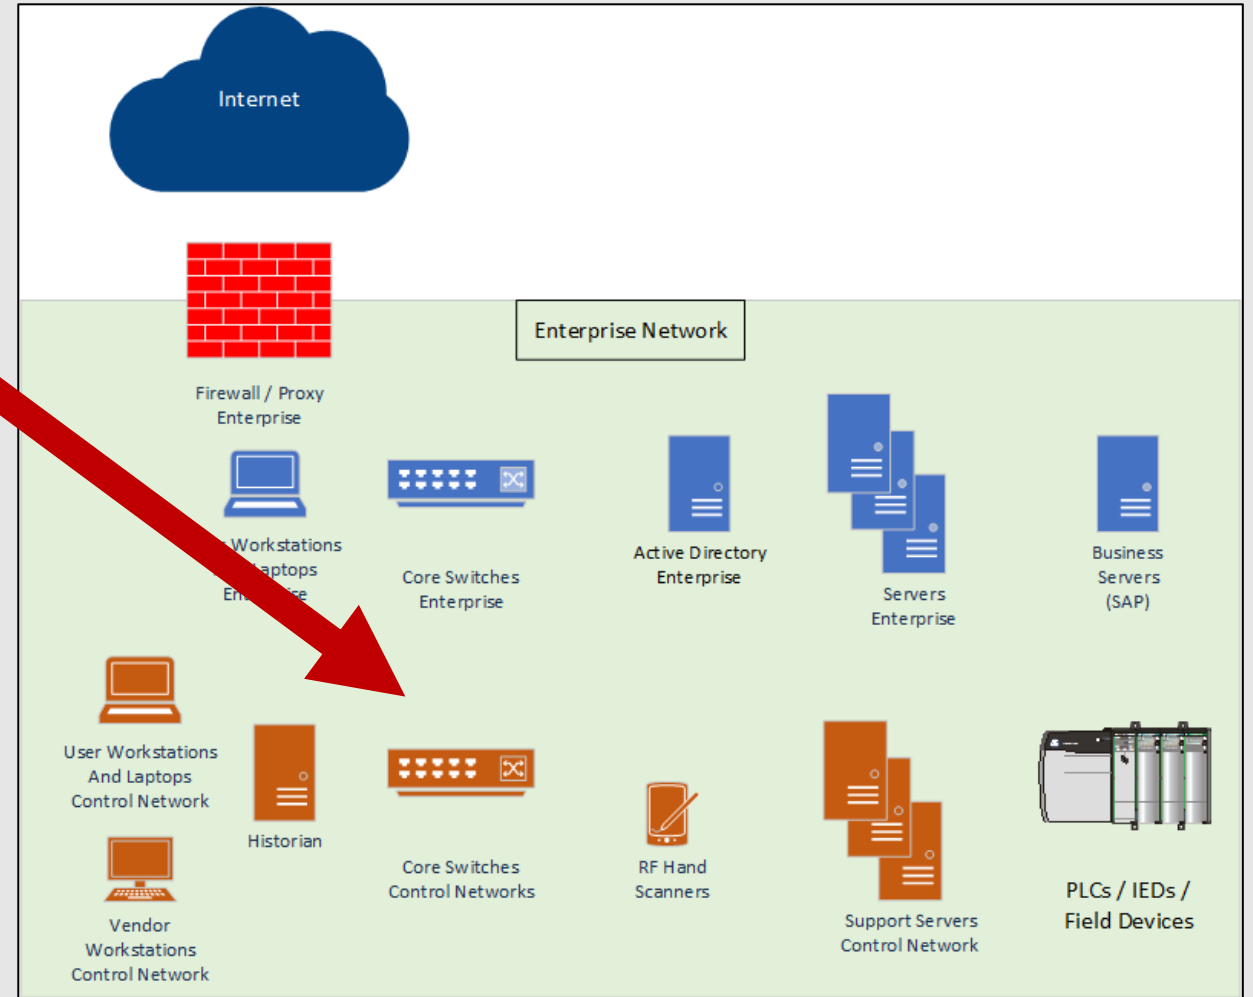 Internet
Enterprise Network
Firewall / Proxy
Enterprise
Workstations
Laptops
Core Switches
Enterprise
Active Directory
Enterprise
Servers
Enterprise
Business
Servers
(SAP)
User Workstations
And Laptops
Control Network
Historian
Core Switches
Control Networks
RF Hand
Scanners
Support Servers
Control Network
PLCs / IEDs /
Field Devices
Vendor
Workstations
Control Network